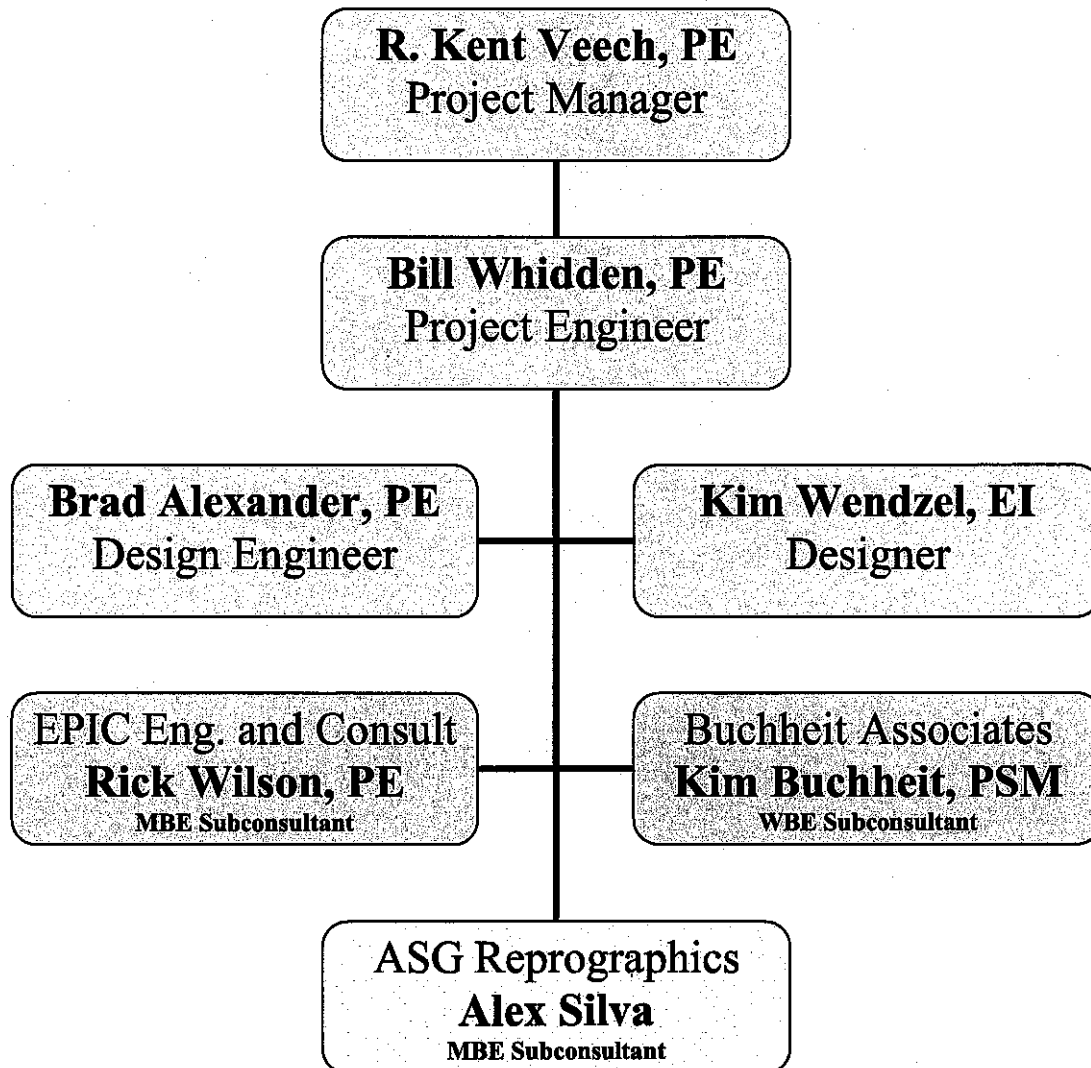 R. Kent Veech, PE
Project Manager
Bill Whidden, PE
Project Engineer
Brad Alexander, PE
Design Engineer
Kim Wendzel, EI
Designer
EPIC Eng. and Consult
Rick Wilson, PE
MBE Subconsultant
Buchheit Associates
Kim Buchheit, PSM
WBE Subconsultant
ASG Reprographics
Alex Silva
MBE Subconsultant